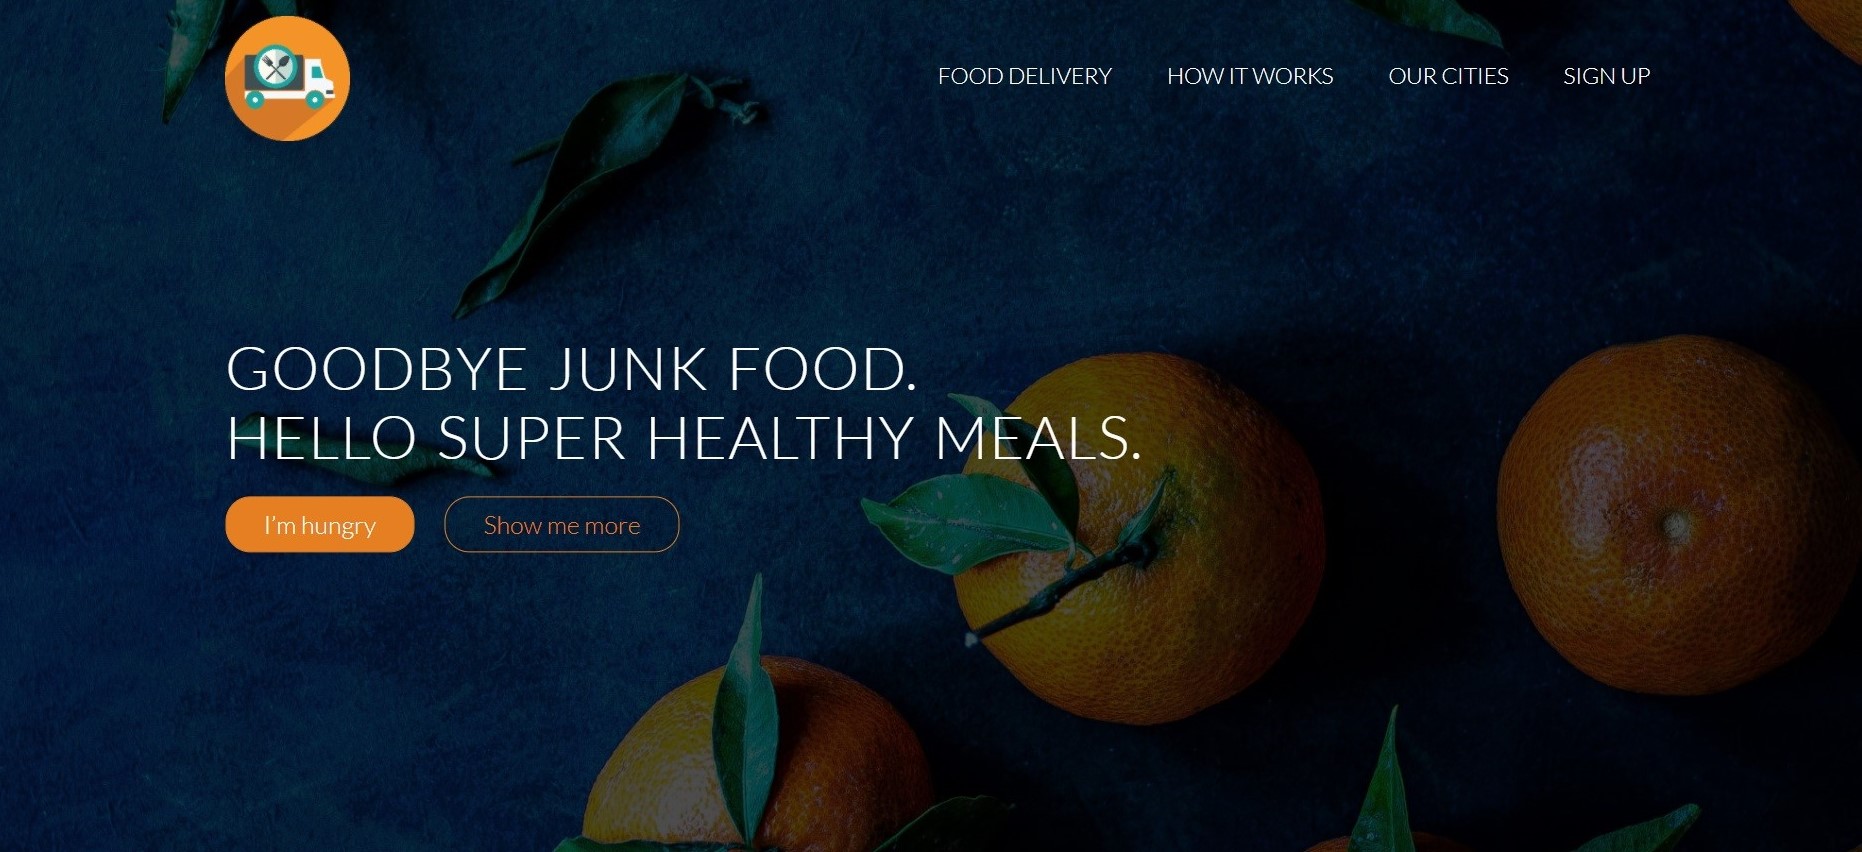 FOOD DELIVERY HOW IT WORKS OUR CITIES SIGN UP
GOODBYE JUNK FOOD.
HELLO SUPER HEALTHY MEALS.
I'm hungry Show me more